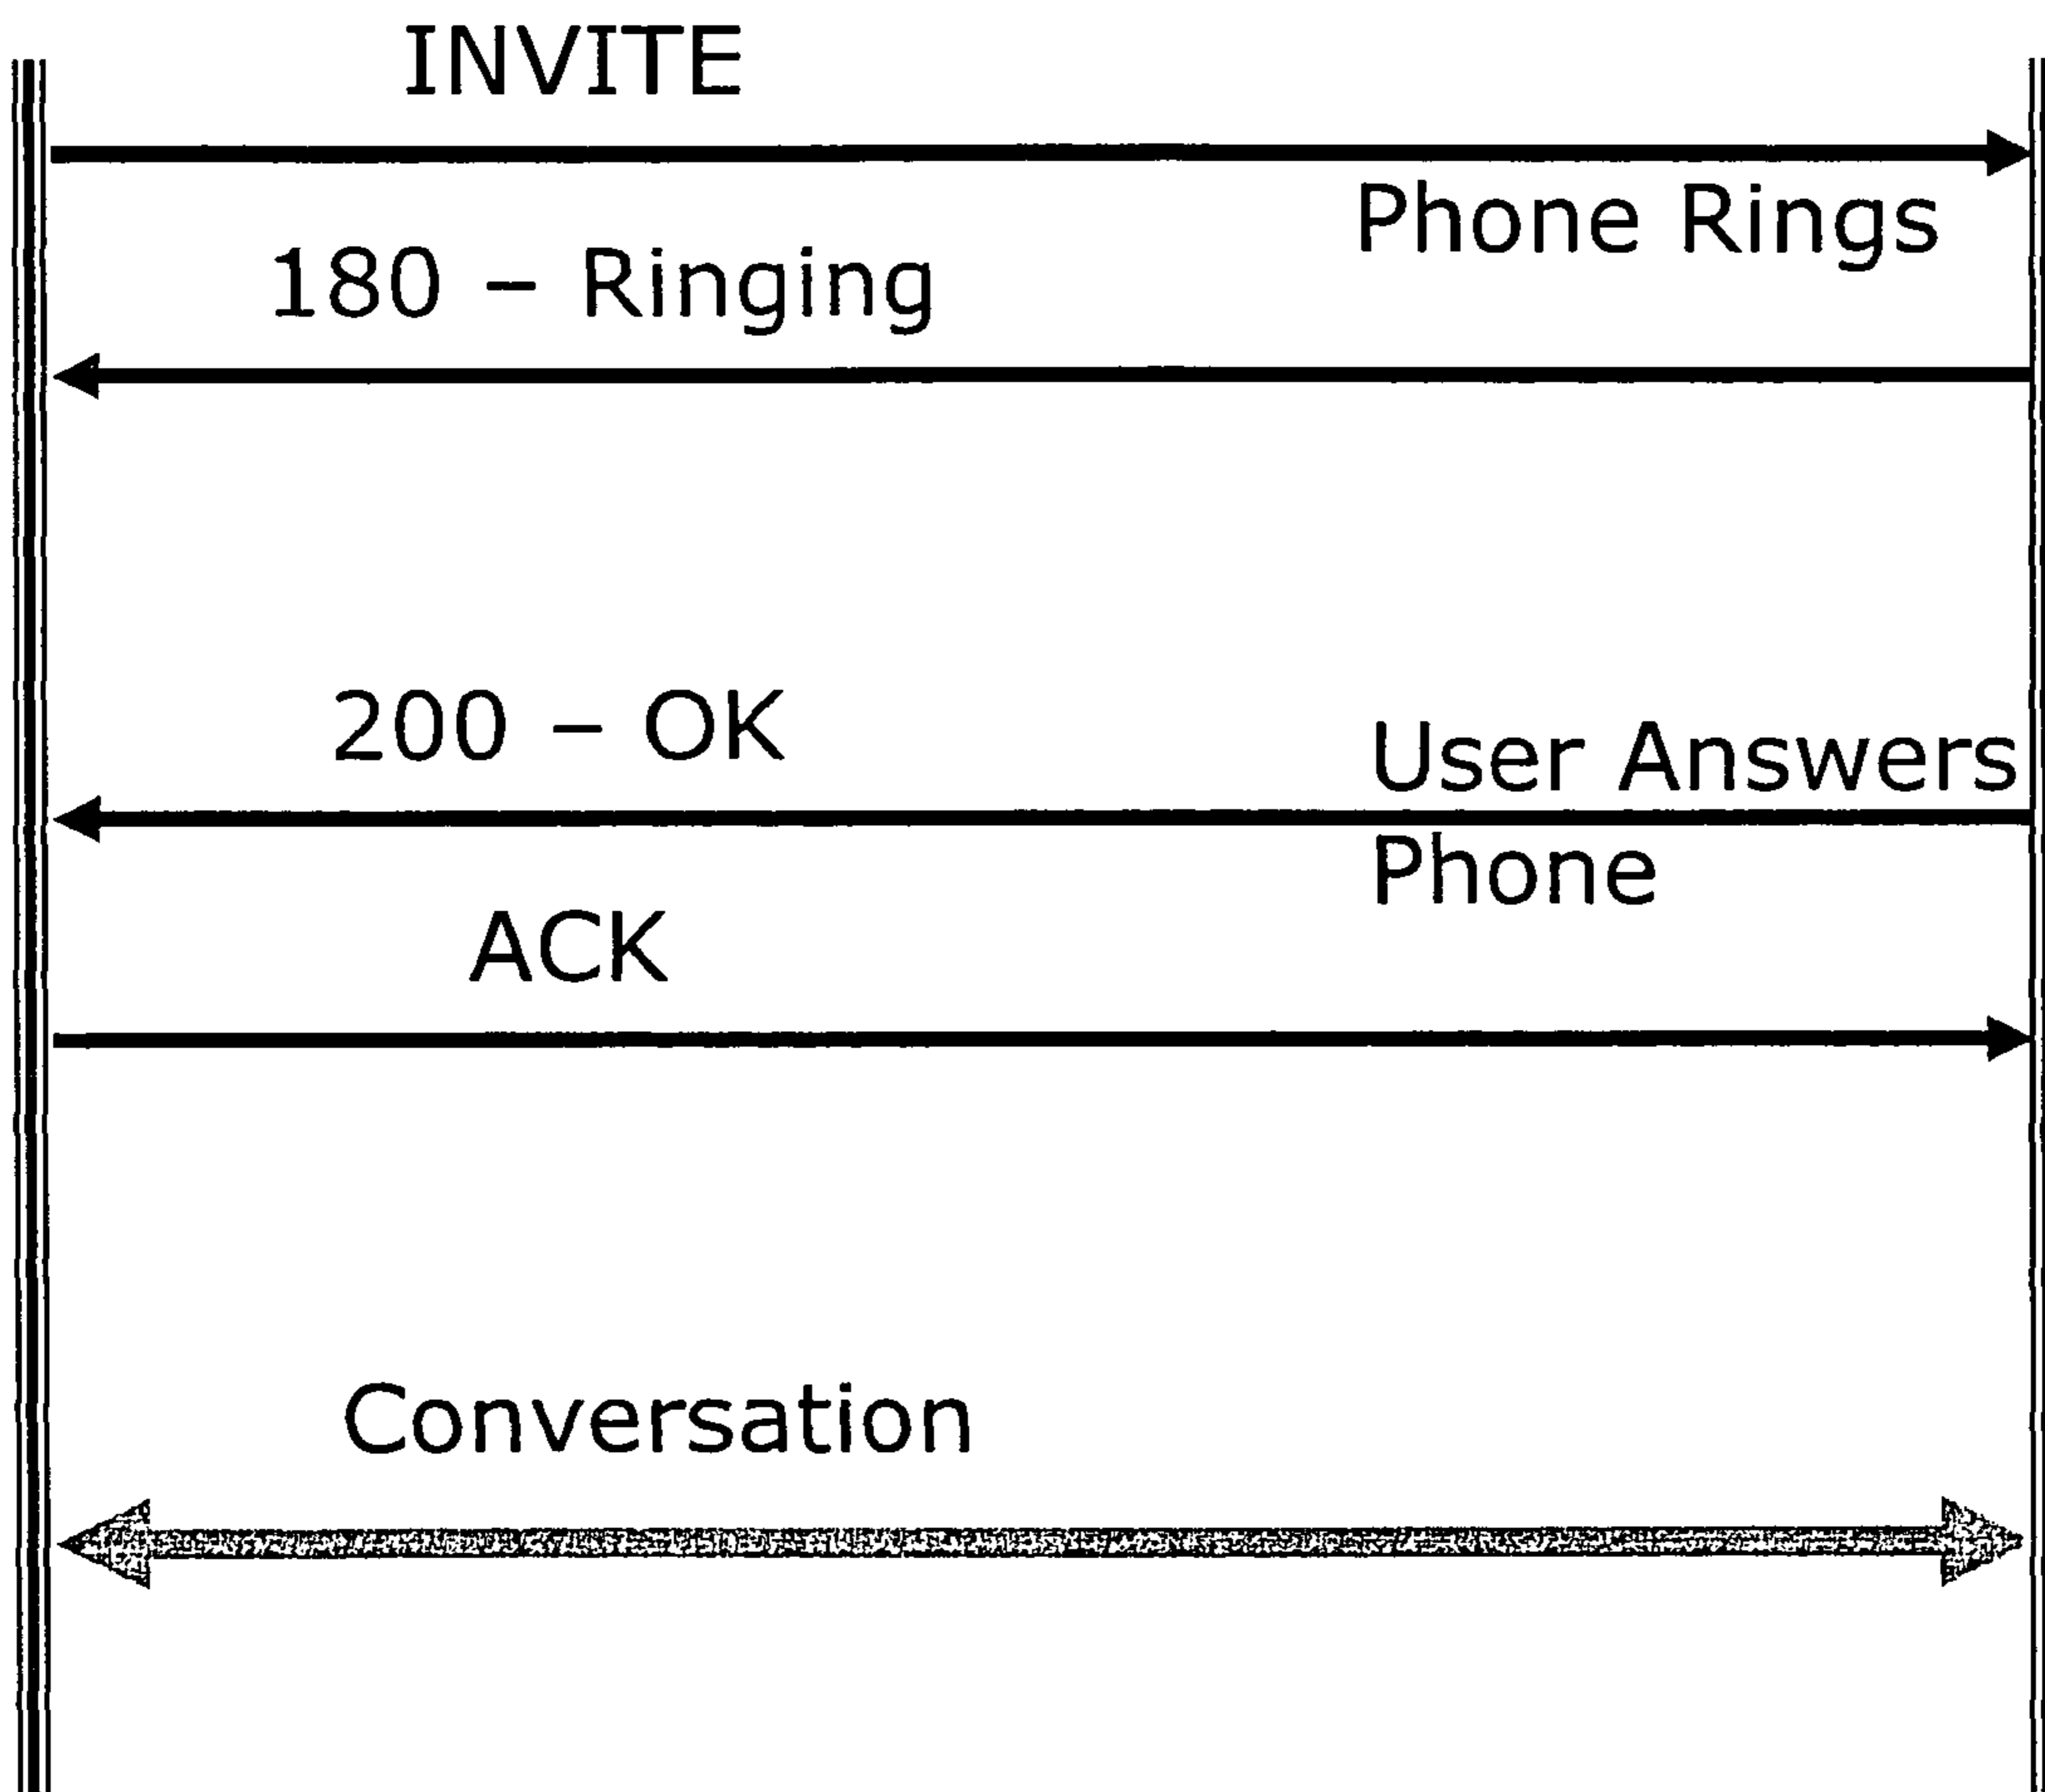 INVITE
Phone Rings
180 – Ringing
200 – OK
User Answers
Phone
ACK
Conversation